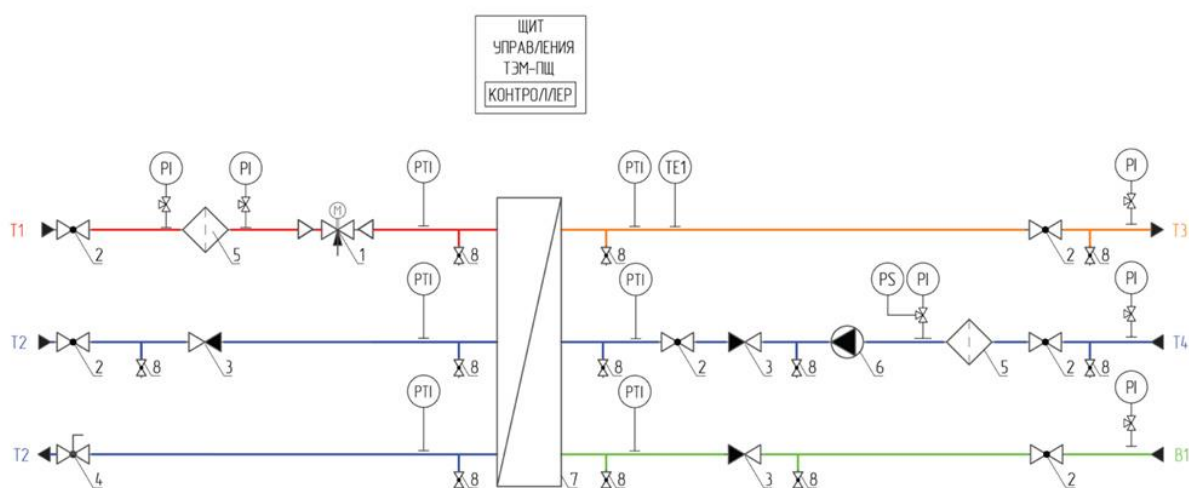 ЩИТ
УПРАВЛЕНИЯ
ТЭМ-ПЩ
КОНТРОЛЛЕР
PI PI PTI PTI TE1 PI
M
T1 T3
2 5 1 8 8 2 8
PTI PTI PS PI PI
T2 T4
2 8 3 8 8 2 3 8 6 5 2 8
PTI PTI PI
T2 B1
4 8 7 8 3 8 2